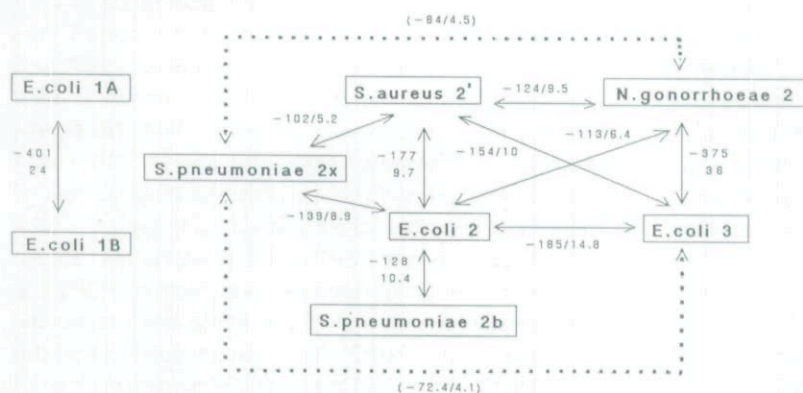 (-84/4.5)
E.coli 1A
S.aureus 2'
-124/9.5
N.gonorrhoeae 2
-102/5.2
-113/6.4
-401
24
S.pneumoniae 2x
-177
9.7
-154/10
-375
36
-139/8.9
E.coli 1B
E.coli 2
-185/14.8
E.coli 3
-128
10.4
S.pneumoniae 2b
(-72.4/4.1)